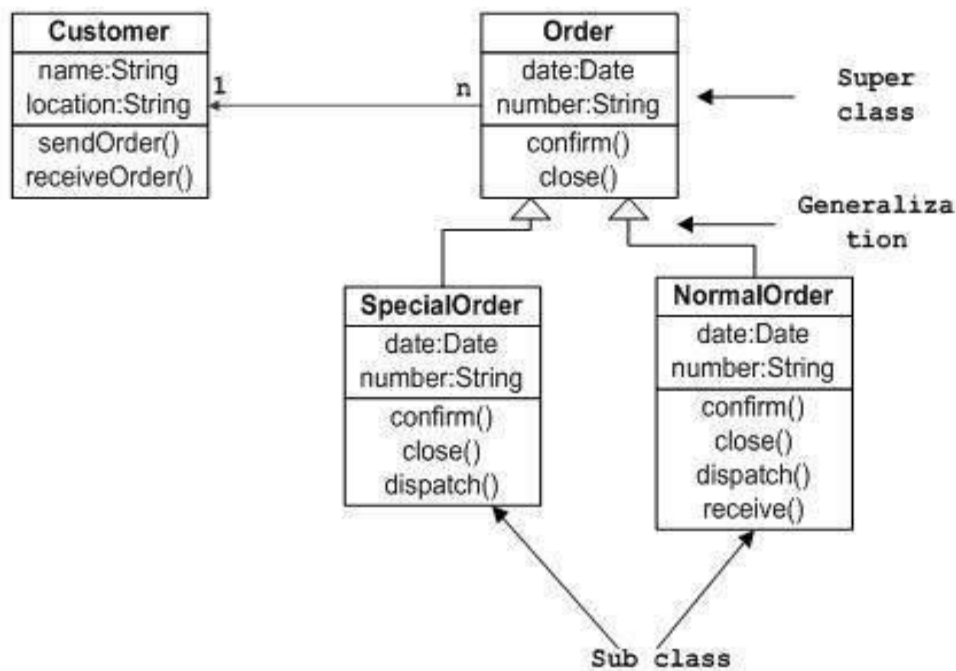 Customer
name:String
location:String
sendOrder()
receiveOrder()
1
n
Order
date:Date
number:String
confirm()
close()
Super
class
Generaliza
tion
SpecialOrder
date:Date
number:String
confirm()
close()
dispatch()
NormalOrder
date:Date
number:String
confirm()
close()
dispatch()
receive()
Sub class